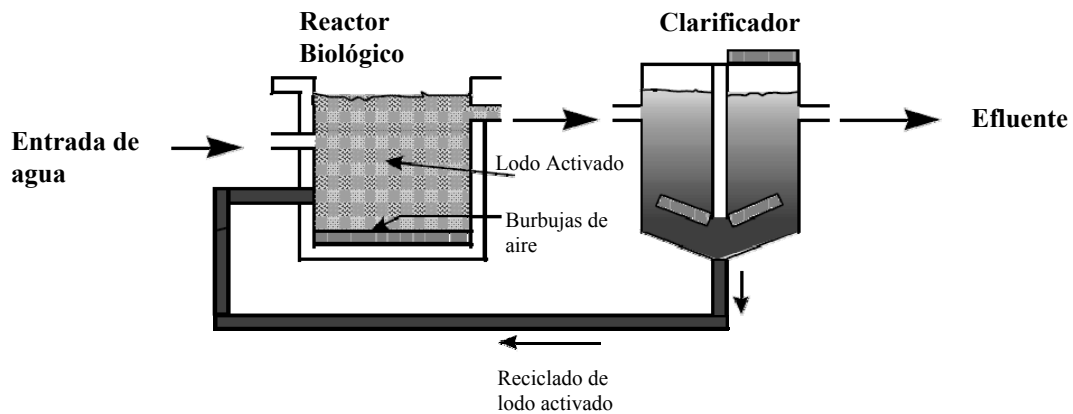 Reactor
Biológico
Clarificador
Entrada de
agua
Lodo Activado
Efluente
Burbujas de
aire
Reciclado de
lodo activado